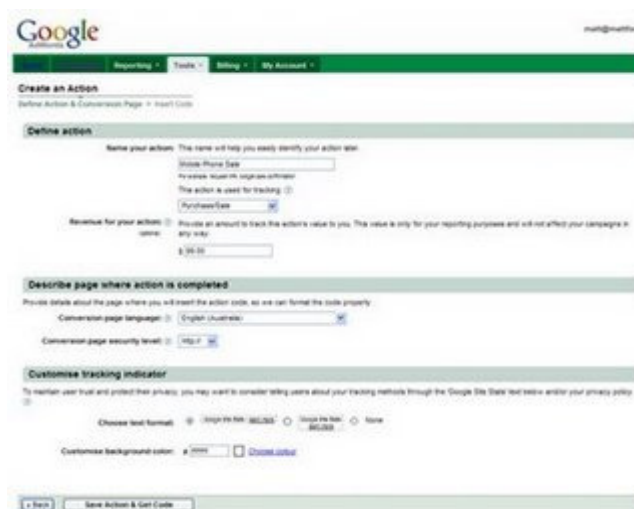 Google
AdWords
Reporting Tools Billing My Account
Create an Action
Define Action & Conversion Page > Insert Code
Define action
Name your action: This name will help you easily identify your action later.
Mobile Phone Sale
The action is used for tracking
Purchase/Sale
Revenue for your action: Provide an amount to track this action's value to you. This value is only for your reporting purposes and will not affect your campaigns in
any way.
$ 99.00
Describe page where action is completed
Provide details about the page where you will insert the action code, so we can format the code properly
Conversion page language: English (Australia)
Conversion page security level: http://
Customise tracking indicator
To maintain user trust and protect their privacy, you may want to consider telling users about your tracking methods through the 'Google Site Stats' text below and/or your privacy policy.
Choose text format: None
Customise background color: # Choose colour
« Back Save Action & Get Code